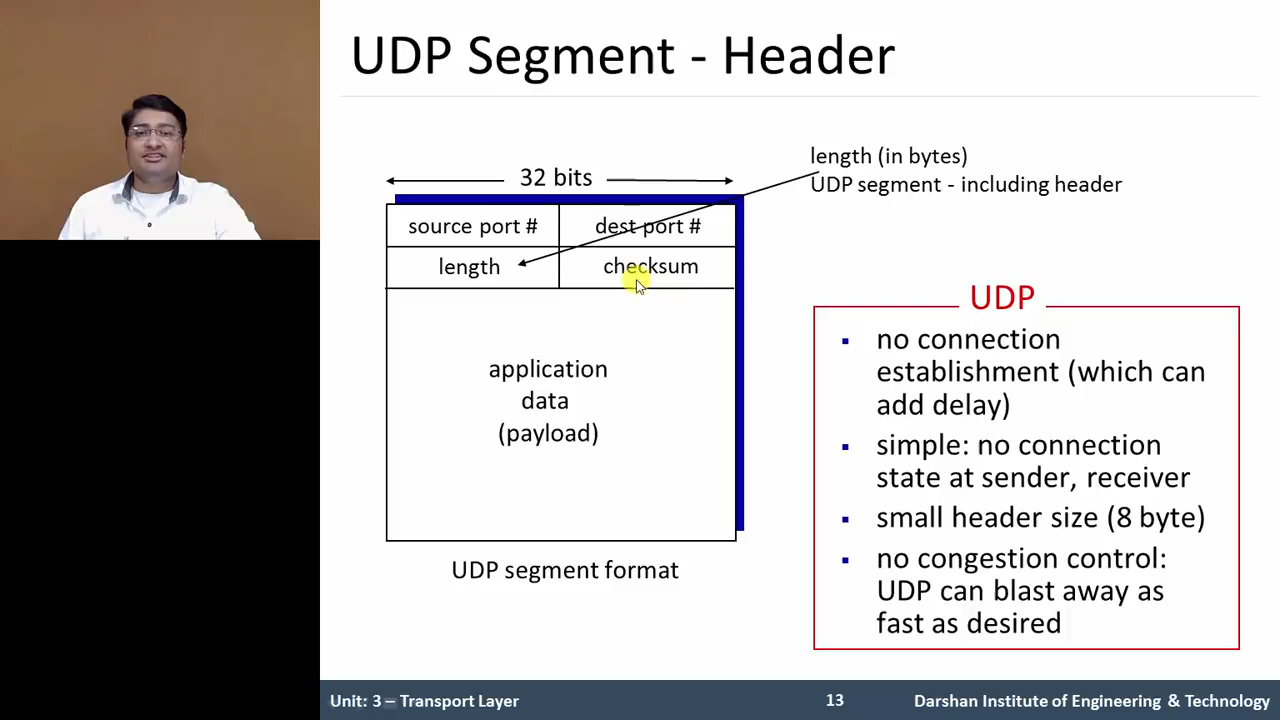 UDP Segment - Header
length (in bytes)
UDP segment - including header
32 bits
source port #
dest port #
length
checksum
application
data
(payload)
UDP segment format
UDP
▪ no connection
establishment (which can
add delay)
▪ simple: no connection
state at sender, receiver
▪ small header size (8 byte)
▪ no congestion control:
UDP can blast away as
fast as desired
Unit: 3 – Transport Layer
13
Darshan Institute of Engineering & Technology